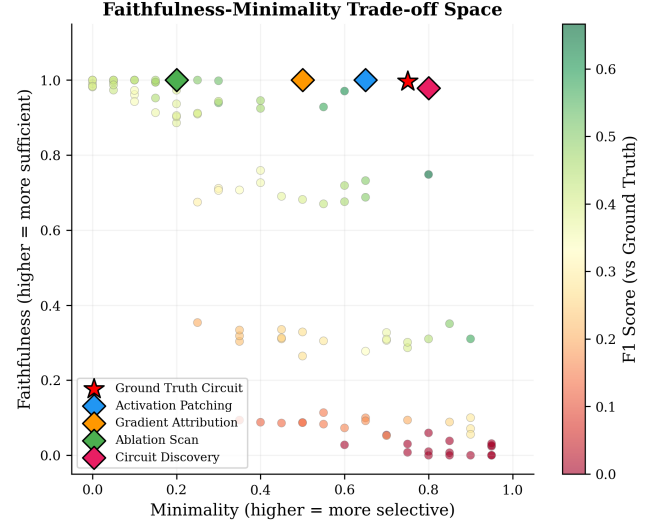 Faithfulness-Minimality Trade-off Space
Faithfulness (higher = more sufficient)
1.0
0.8
0.6
0.4
0.2
0.0
Ground Truth Circuit
Activation Patching
Gradient Attribution
Ablation Scan
Circuit Discovery
0.0 0.2 0.4 0.6 0.8 1.0
Minimality (higher = more selective)
0.6
0.5
0.4
0.3
0.2
0.1
0.0
F1 Score (vs Ground Truth)